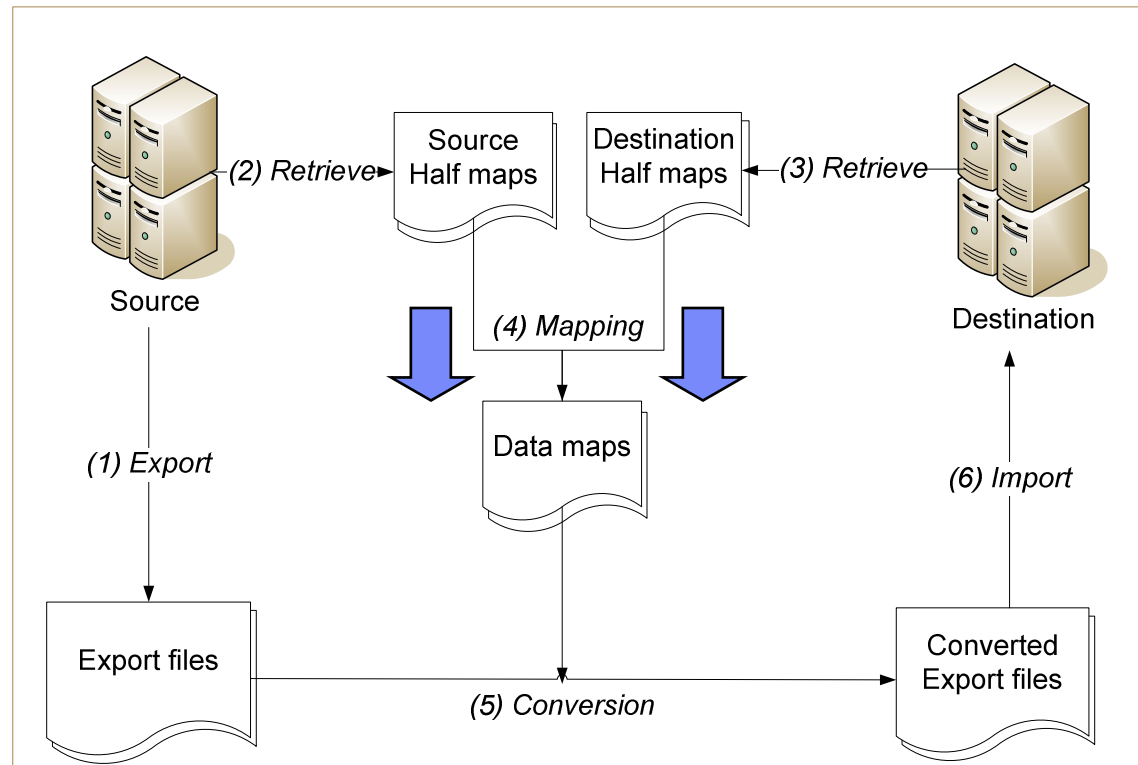 Source
Half maps
Destination
Half maps
(2) Retrieve
(3) Retrieve
Source
Destination
(4) Mapping
Data maps
(1) Export
(6) Import
Export files
Converted
Export files
(5) Conversion